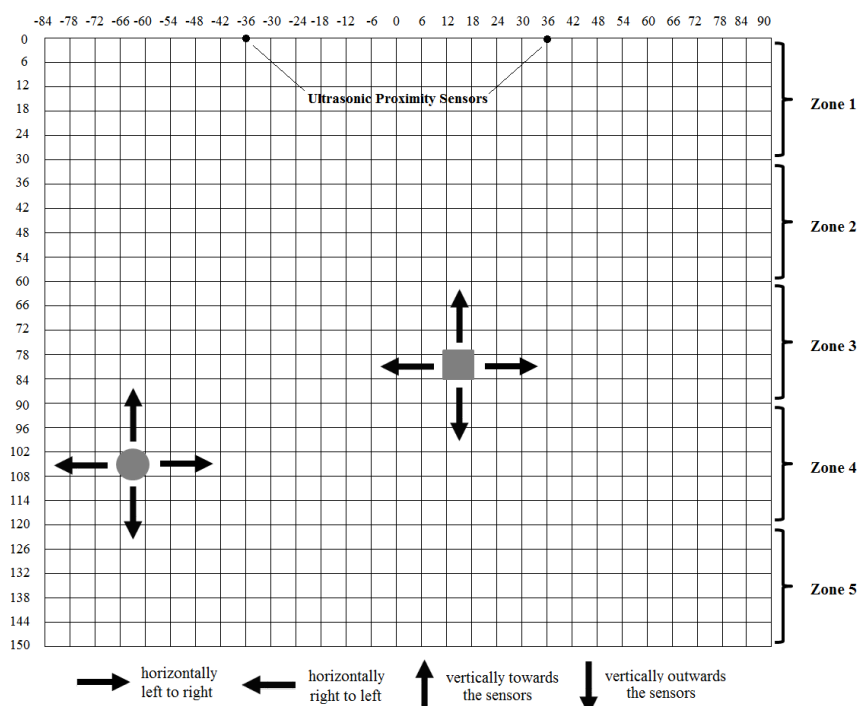 -84 -78 -72 -66 -60 -54 -48 -42 -36 -30 -24 -18 -12 -6 0 6 12 18 24 30 36 42 48 54 60 66 72 78 84 90
0
6
12
18
24
30
36
42
48
54
60
66
72
78
84
90
96
102
108
114
120
126
132
138
144
150
Ultrasonic Proximity Sensors
Zone 1
Zone 2
Zone 3
Zone 4
Zone 5
horizontally
left to right
horizontally
right to left
vertically towards
the sensors
vertically outwards
the sensors